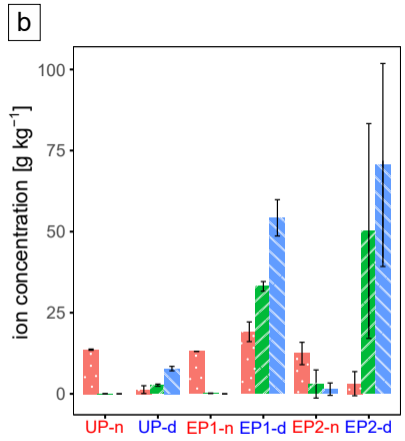 b
ion concentration [g kg⁻¹]
100
75
50
25
0
UP-n UP-d EP1-n EP1-d EP2-n EP2-d